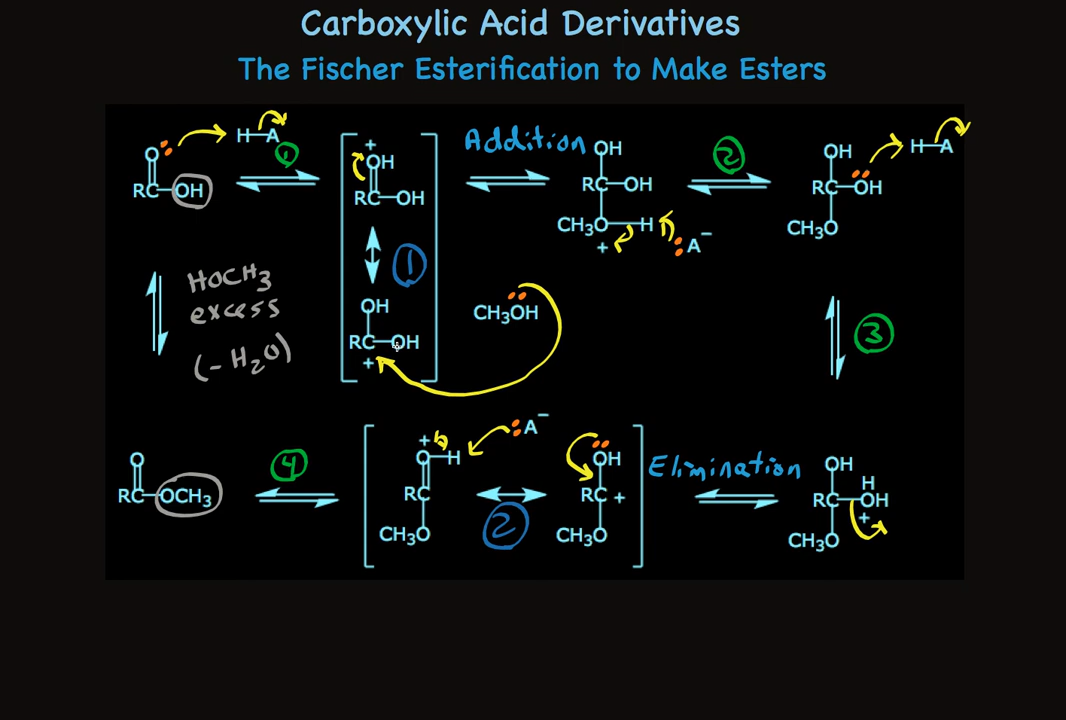 Carboxylic Acid Derivatives
The Fischer Esterification to Make Esters
O: H—A
1
RC—OH
+
OH
RC—OH
1
OH
RC—OH
+
Addition
OH
RC—OH
CH3O—H
+
:A−
CH3OH
2
OH
RC—OH
CH3O
H—A
HOCH3
excess
(- H2O)
3
O
RC—OCH3
4
+
O—H
RC
CH3O
:A−
2
OH
RC +
CH3O
Elimination
OH
H
RC—OH
+
CH3O